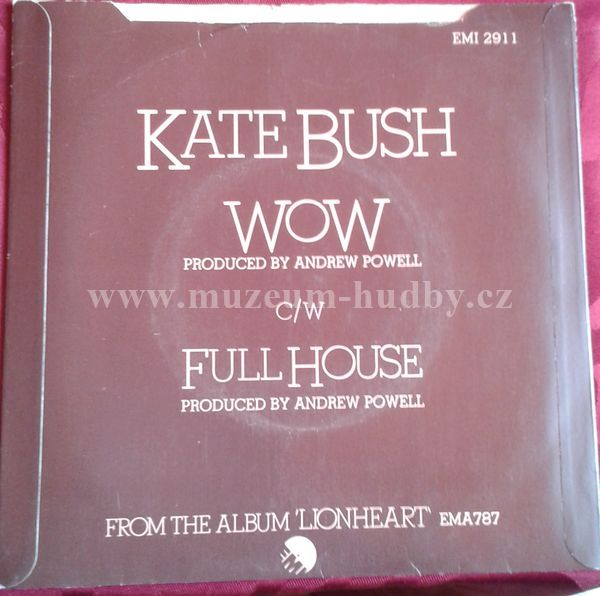 EMI 2911
KATE BUSH
WOW
PRODUCED BY ANDREW POWELL
www.muzeum-hudby.cz
C/W
FULL HOUSE
PRODUCED BY ANDREW POWELL
FROM THE ALBUM 'LIONHEART' EMA787
EMI